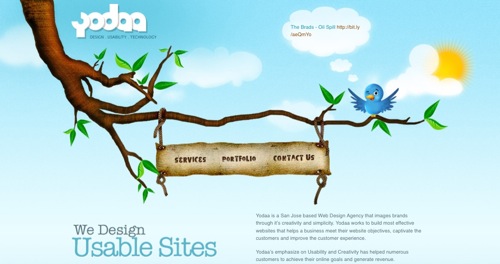 yodaa
DESIGN . USABILITY . TECHNOLOGY
The Brads - Oil Spill http://bit.ly
/aoQmYo
SERVICES PORTFOLIO CONTACT US
We Design
Usable Sites
Yodaa is a San Jose based Web Design Agency that images brands
through it's creativity and simplicity. Yodaa works to build most effective
websites that helps a business meet their website objectives, captivate the
customers and improve the customer experience.
Yodaa's emphasis on Usability and Creativity has helped numerous
customers to achieve their online goals and generate revenue.